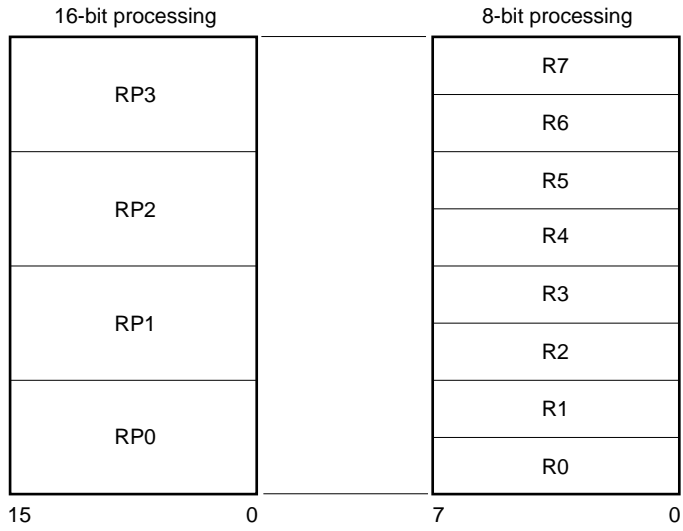 16-bit processing
8-bit processing
RP3
RP2
RP1
RP0
R7
R6
R5
R4
R3
R2
R1
R0
15 0
7 0